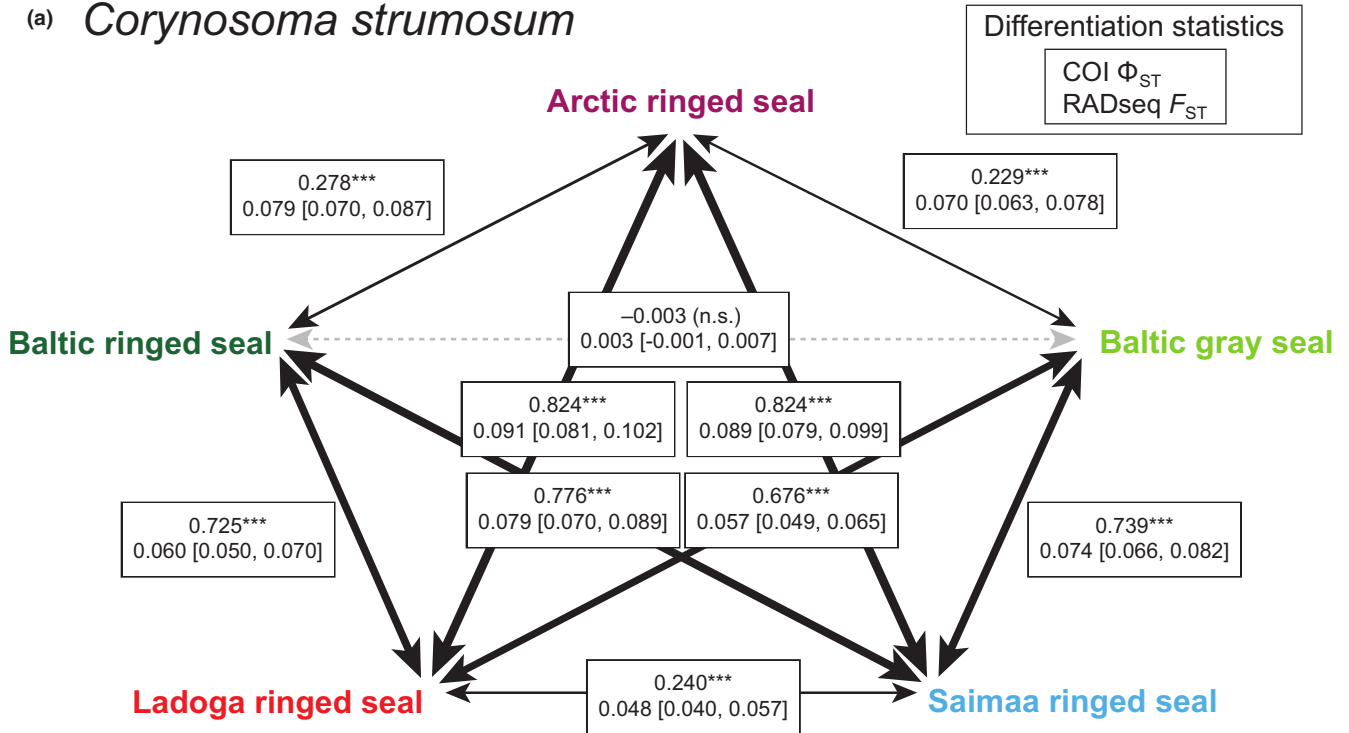 (a) Corynosoma strumosum
Differentiation statistics
COI ΦST
RADseq FST
Arctic ringed seal
0.278***
0.079 [0.070, 0.087]
0.229***
0.070 [0.063, 0.078]
–0.003 (n.s.)
0.003 [-0.001, 0.007]
Baltic ringed seal
Baltic gray seal
0.824***
0.091 [0.081, 0.102]
0.824***
0.089 [0.079, 0.099]
0.776***
0.079 [0.070, 0.089]
0.676***
0.057 [0.049, 0.065]
0.725***
0.060 [0.050, 0.070]
0.739***
0.074 [0.066, 0.082]
Ladoga ringed seal
0.240***
0.048 [0.040, 0.057]
Saimaa ringed seal